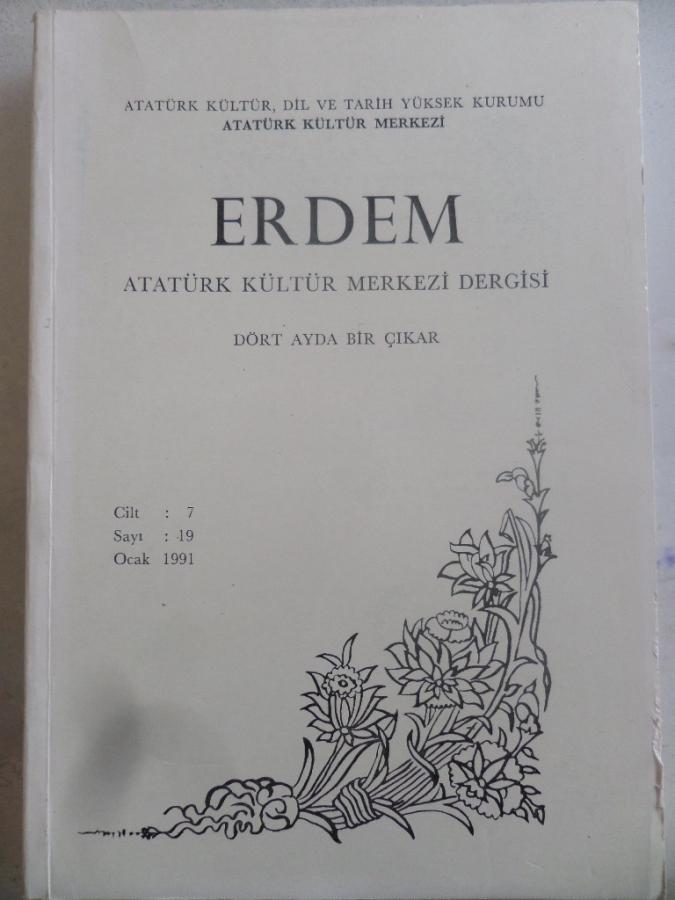 ATATÜRK KÜLTÜR, DİL VE TARİH YÜKSEK KURUMU
ATATÜRK KÜLTÜR MERKEZİ
ERDEM
ATATÜRK KÜLTÜR MERKEZİ DERGİSİ
DÖRT AYDA BİR ÇIKAR
Cilt : 7
Sayı : 19
Ocak 1991